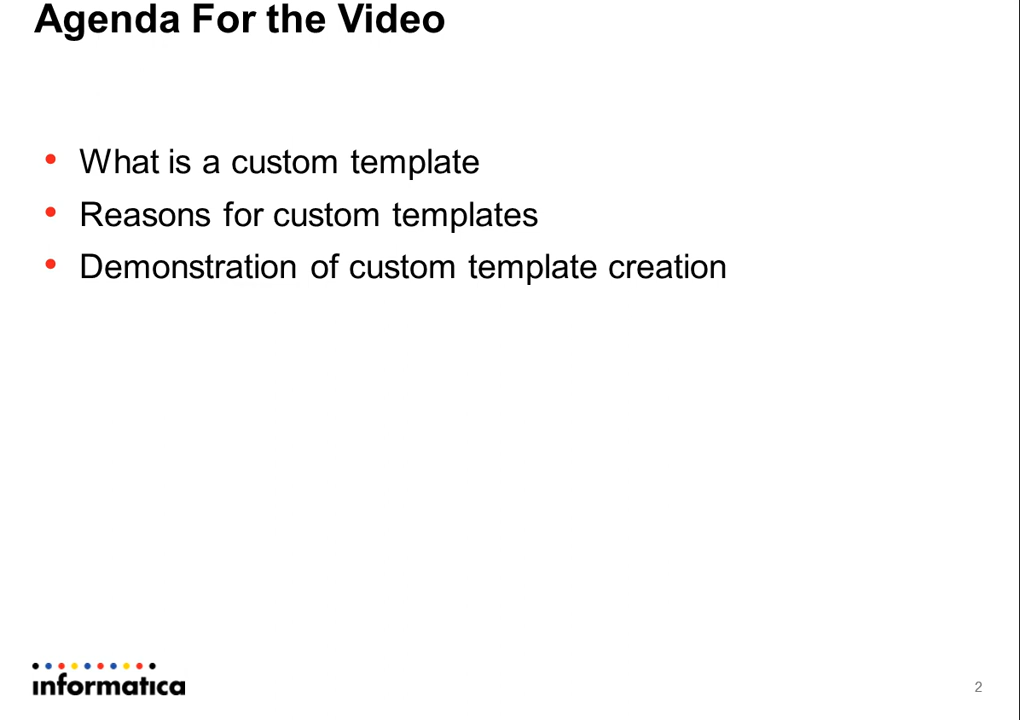 Agenda For the Video
• What is a custom template
• Reasons for custom templates
• Demonstration of custom template creation
informatica
2